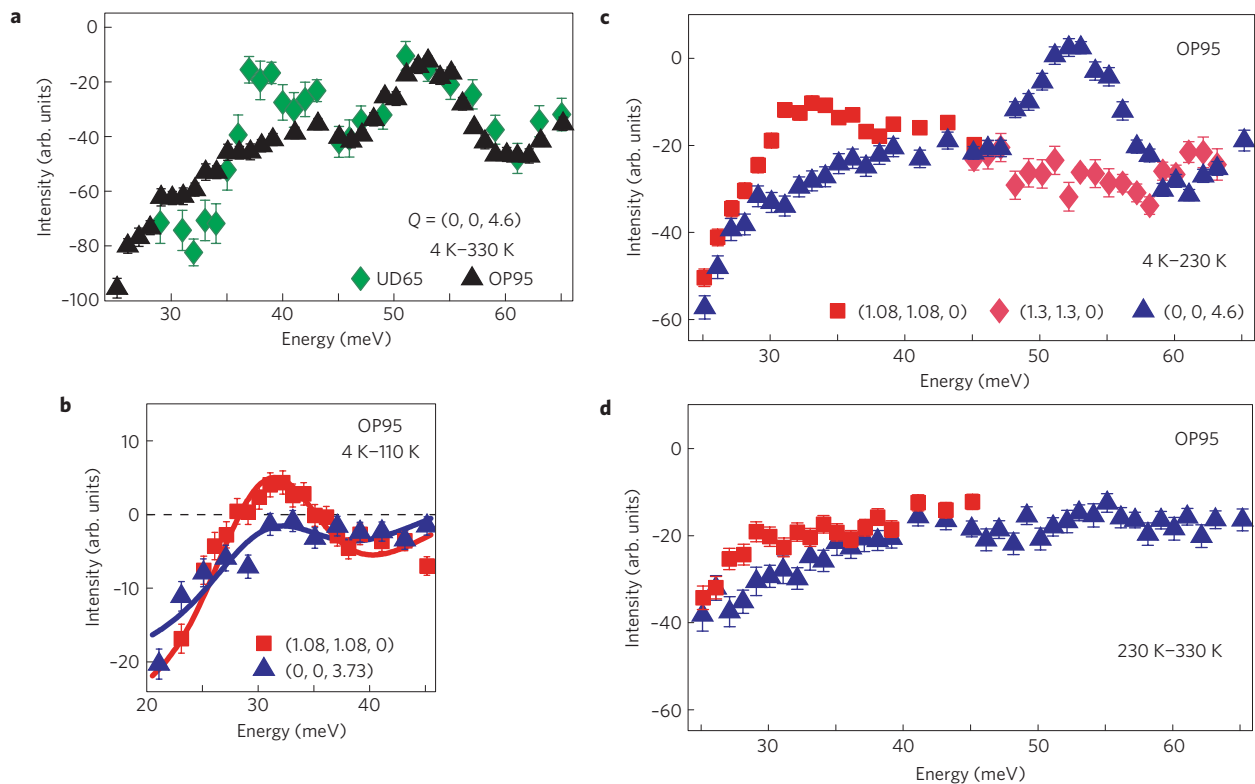 a
0
-20
-40
-60
-80
-100
Intensity (arb. units)
Q = (0, 0, 4.6)
4 K–330 K
UD65 OP95
30 40 50 60
Energy (meV)
b
OP95
4 K–110 K
10
0
-10
-20
Intensity (arb. units)
(1.08, 1.08, 0)
(0, 0, 3.73)
20 30 40
Energy (meV)
c
OP95
0
-20
-40
-60
Intensity (arb. units)
4 K–230 K
(1.08, 1.08, 0) (1.3, 1.3, 0) (0, 0, 4.6)
30 40 50 60
Energy (meV)
d
OP95
0
-20
-40
-60
Intensity (arb. units)
230 K–330 K
30 40 50 60
Energy (meV)